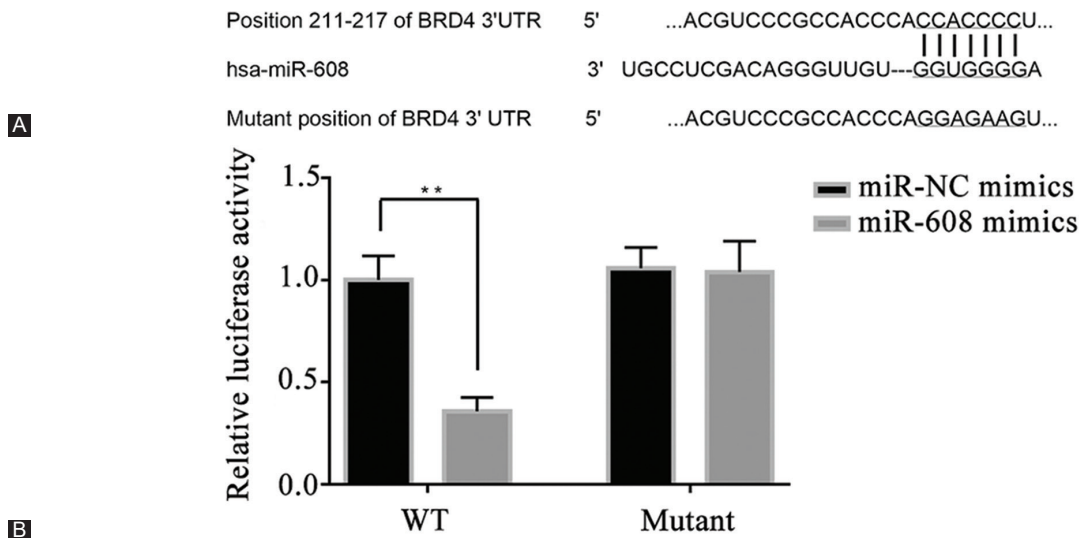 Position 211-217 of BRD4 3'UTR 5' ...ACGUCCCGCCACCCACCACCCCU...
hsa-miR-608 3' UGCCUCGACAGGGUUGU---GGUGGGGA
A
Mutant position of BRD4 3' UTR 5' ...ACGUCCCGCCACCCAGGAGAAGU...
Relative luciferase activity
1.5
1.0
0.5
0.0
**
miR-NC mimics
miR-608 mimics
WT
Mutant
B